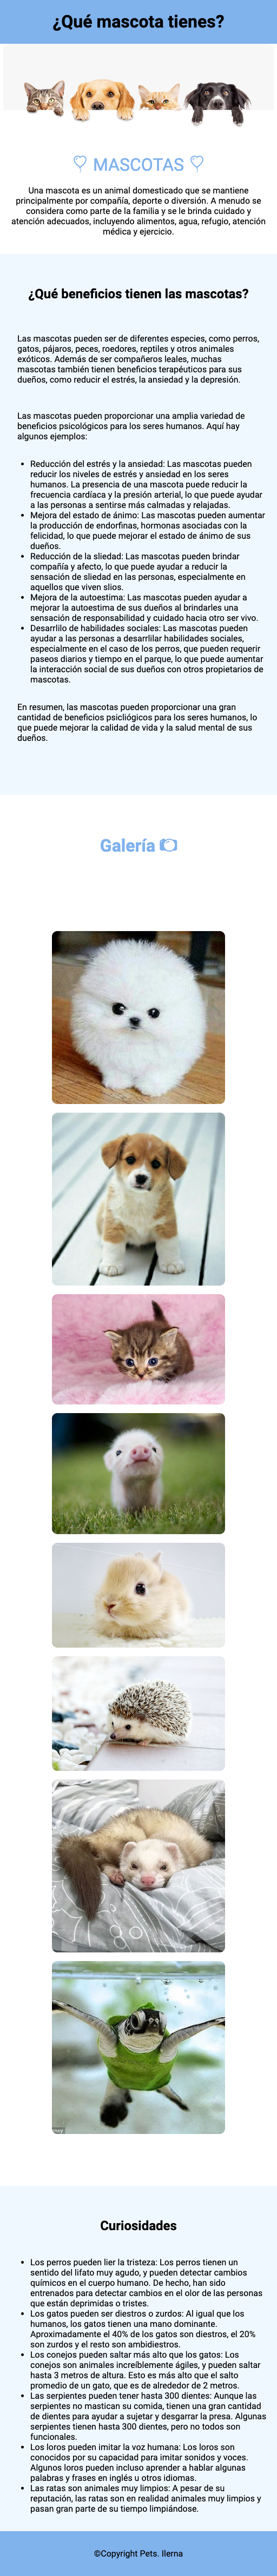 ¿Qué mascota tienes?
MASCOTAS
Una mascota es un animal domesticado que se mantiene
principalmente por compañía, deporte o diversión. A menudo se
considera como parte de la familia y se le brinda cuidado y
atención adecuados, incluyendo alimentos, agua, refugio, atención
médica y ejercicio.
¿Qué beneficios tienen las mascotas?
Las mascotas pueden ser de diferentes especies, como perros,
gatos, pájaros, peces, roedores, reptiles y otros animales
exóticos. Además de ser compañeros leales, muchas
mascotas también tienen beneficios terapéuticos para sus
dueños, como reducir el estrés, la ansiedad y la depresión.
Las mascotas pueden proporcionar una amplia variedad de
beneficios psicológicos para los seres humanos. Aquí hay
algunos ejemplos:
• Reducción del estrés y la ansiedad: Las mascotas pueden
reducir los niveles de estrés y ansiedad en los seres
humanos. La presencia de una mascota puede reducir la
frecuencia cardíaca y la presión arterial, lo que puede ayudar
a las personas a sentirse más calmadas y relajadas.
• Mejora del estado de ánimo: Las mascotas pueden aumentar
la producción de endorfinas, hormonas asociadas con la
felicidad, lo que puede mejorar el estado de ánimo de sus
dueños.
• Reducción de la sliedad: Las mascotas pueden brindar
compañía y afecto, lo que puede ayudar a reducir la
sensación de sliedad en las personas, especialmente en
aquellos que viven slios.
• Mejora de la autoestima: Las mascotas pueden ayudar a
mejorar la autoestima de sus dueños al brindarles una
sensación de responsabilidad y cuidado hacia otro ser vivo.
• Desarrlilo de habilidades sociales: Las mascotas pueden
ayudar a las personas a desarrlilar habilidades sociales,
especialmente en el caso de los perros, que pueden requerir
paseos diarios y tiempo en el parque, lo que puede aumentar
la interacción social de sus dueños con otros propietarios de
mascotas.
En resumen, las mascotas pueden proporcionar una gran
cantidad de beneficios psicliógicos para los seres humanos, lo
que puede mejorar la calidad de vida y la salud mental de sus
dueños.
Galería
Curiosidades
• Los perros pueden lier la tristeza: Los perros tienen un
sentido del lifato muy agudo, y pueden detectar cambios
químicos en el cuerpo humano. De hecho, han sido
entrenados para detectar cambios en el olor de las personas
que están deprimidas o tristes.
• Los gatos pueden ser diestros o zurdos: Al igual que los
humanos, los gatos tienen una mano dominante.
Aproximadamente el 40% de los gatos son diestros, el 20%
son zurdos y el resto son ambidiestros.
• Los conejos pueden saltar más alto que los gatos: Los
conejos son animales increíblemente ágiles, y pueden saltar
hasta 3 metros de altura. Esto es más alto que el salto
promedio de un gato, que es de alrededor de 2 metros.
• Las serpientes pueden tener hasta 300 dientes: Aunque las
serpientes no mastican su comida, tienen una gran cantidad
de dientes para ayudar a sujetar y desgarrar la presa. Algunas
serpientes tienen hasta 300 dientes, pero no todos son
funcionales.
• Los loros pueden imitar la voz humana: Los loros son
conocidos por su capacidad para imitar sonidos y voces.
Algunos loros pueden incluso aprender a hablar algunas
palabras y frases en inglés u otros idiomas.
• Las ratas son animales muy limpios: A pesar de su
reputación, las ratas son en realidad animales muy limpios y
pasan gran parte de su tiempo limpiándose.
©Copyright Pets. Ilerna